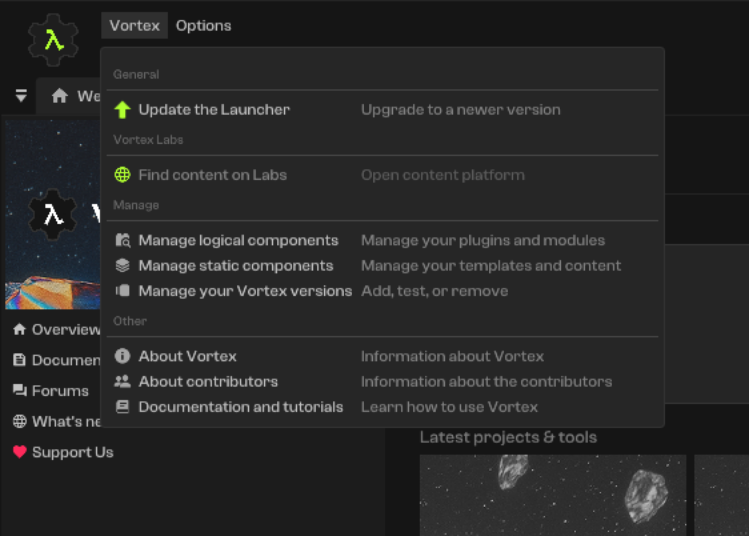 Vortex Options
General
Update the Launcher Upgrade to a newer version
We
Vortex Labs
Find content on Labs Open content platform
Manage
Manage logical components Manage your plugins and modules
Manage static components Manage your templates and content
Manage your Vortex versions Add, test, or remove
Other
Overview
About Vortex Information about Vortex
Documen
About contributors Information about the contributors
Forums
Documentation and tutorials Learn how to use Vortex
What's ne
Latest projects & tools
Support Us